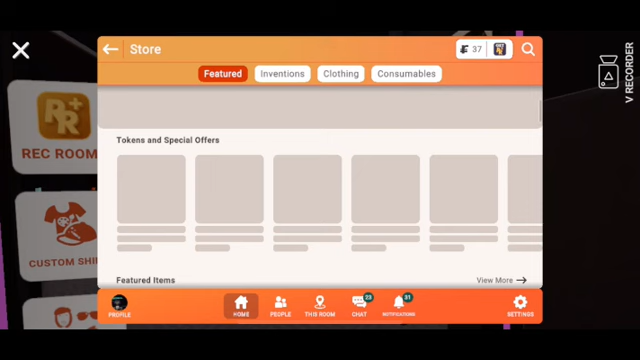 Store
37
Featured
Inventions
Clothing
Consumables
Tokens and Special Offers
Featured Items
View More
RR+
REC ROOM
CUSTOM SHI
PROFILE
HOME
PEOPLE
THIS ROOM
23
CHAT
31
NOTIFICATIONS
SETTINGS
V RECORDER